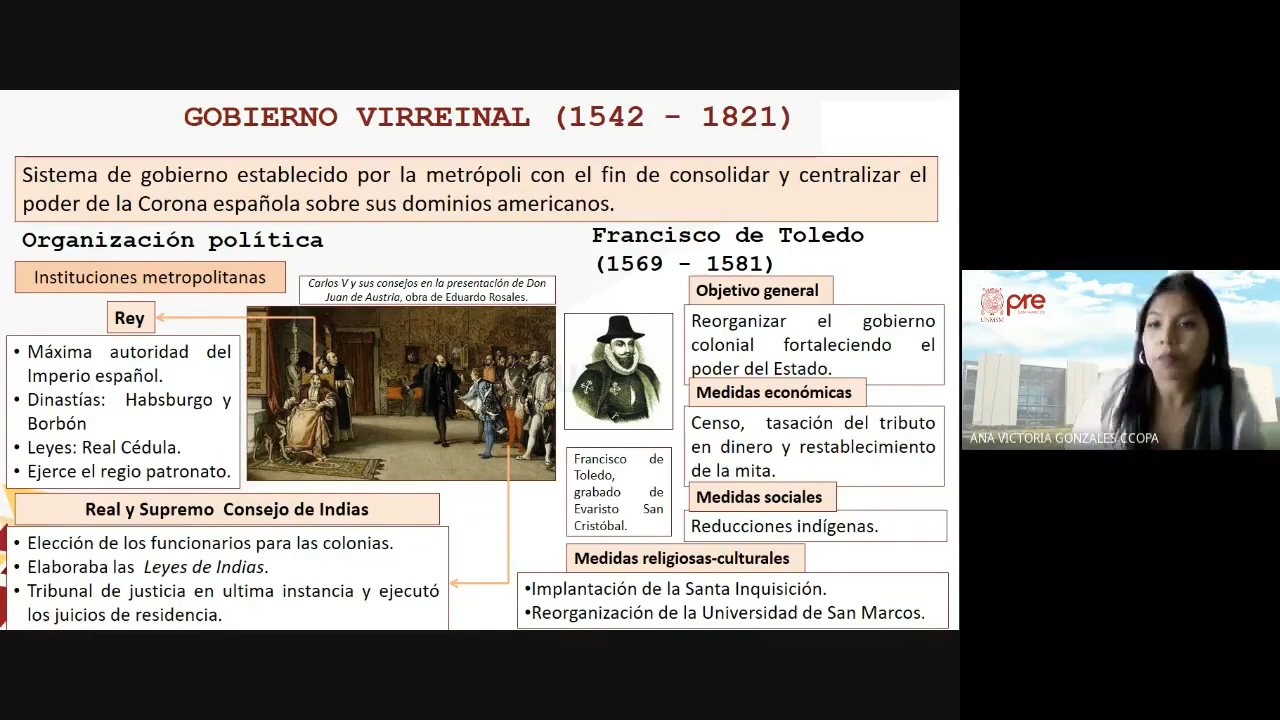 GOBIERNO VIRREINAL (1542 - 1821)
Sistema de gobierno establecido por la metrópoli con el fin de consolidar y centralizar el
poder de la Corona española sobre sus dominios americanos.
Organización política
Instituciones metropolitanas
Carlos V y sus consejos en la presentación de Don
Juan de Austria, obra de Eduardo Rosales.
Rey
• Máxima autoridad del
Imperio español.
• Dinastías: Habsburgo y
Borbón
• Leyes: Real Cédula.
• Ejerce el regio patronato.
Real y Supremo Consejo de Indias
• Elección de los funcionarios para las colonias.
• Elaboraba las Leyes de Indias.
• Tribunal de justicia en ultima instancia y ejecutó
los juicios de residencia.
Francisco de Toledo
(1569 - 1581)
Objetivo general
Reorganizar el gobierno
colonial fortaleciendo el
poder del Estado.
Medidas económicas
Censo, tasación del tributo
en dinero y restablecimiento
de la mita.
Francisco de
Toledo,
grabado de
Evaristo San
Cristóbal.
Medidas sociales
Reducciones indígenas.
Medidas religiosas-culturales
•Implantación de la Santa Inquisición.
•Reorganización de la Universidad de San Marcos.
UNMSM
pre
SAN MARCOS
ANA VICTORIA GONZALES CCOPA